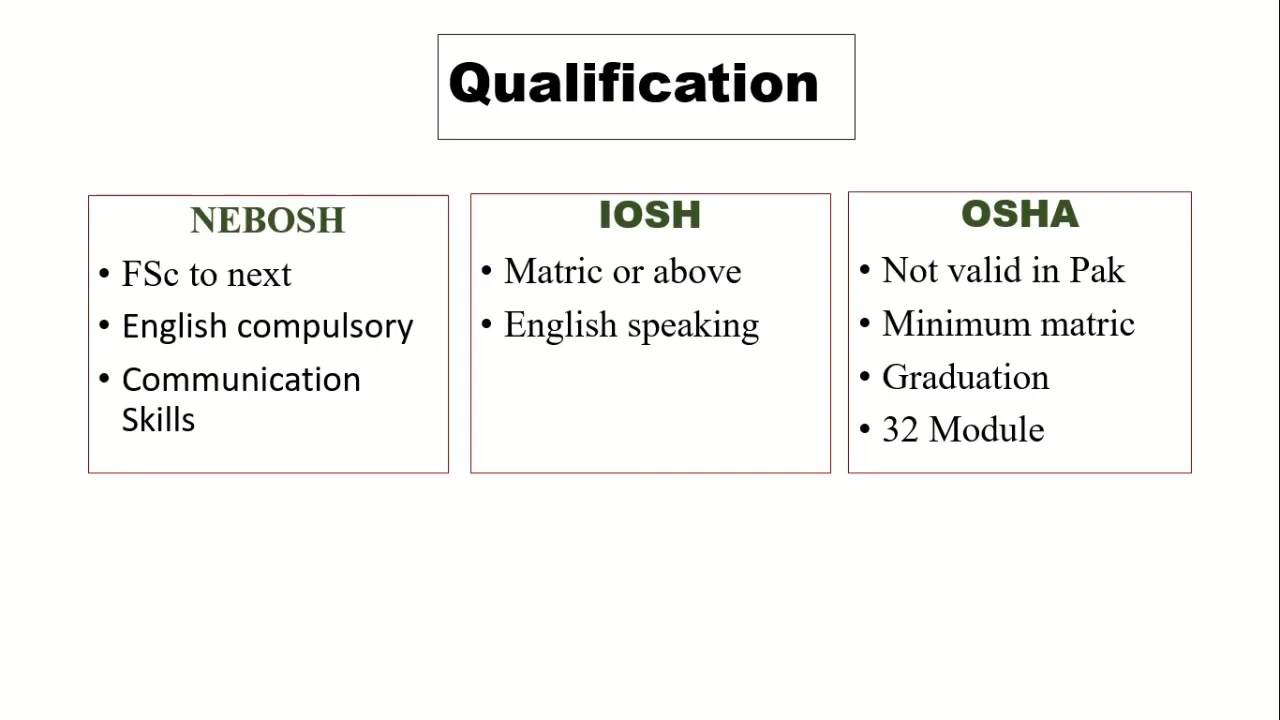 Qualification
NEBOSH
• FSc to next
• English compulsory
• Communication
Skills
IOSH
• Matric or above
• English speaking
OSHA
• Not valid in Pak
• Minimum matric
• Graduation
• 32 Module